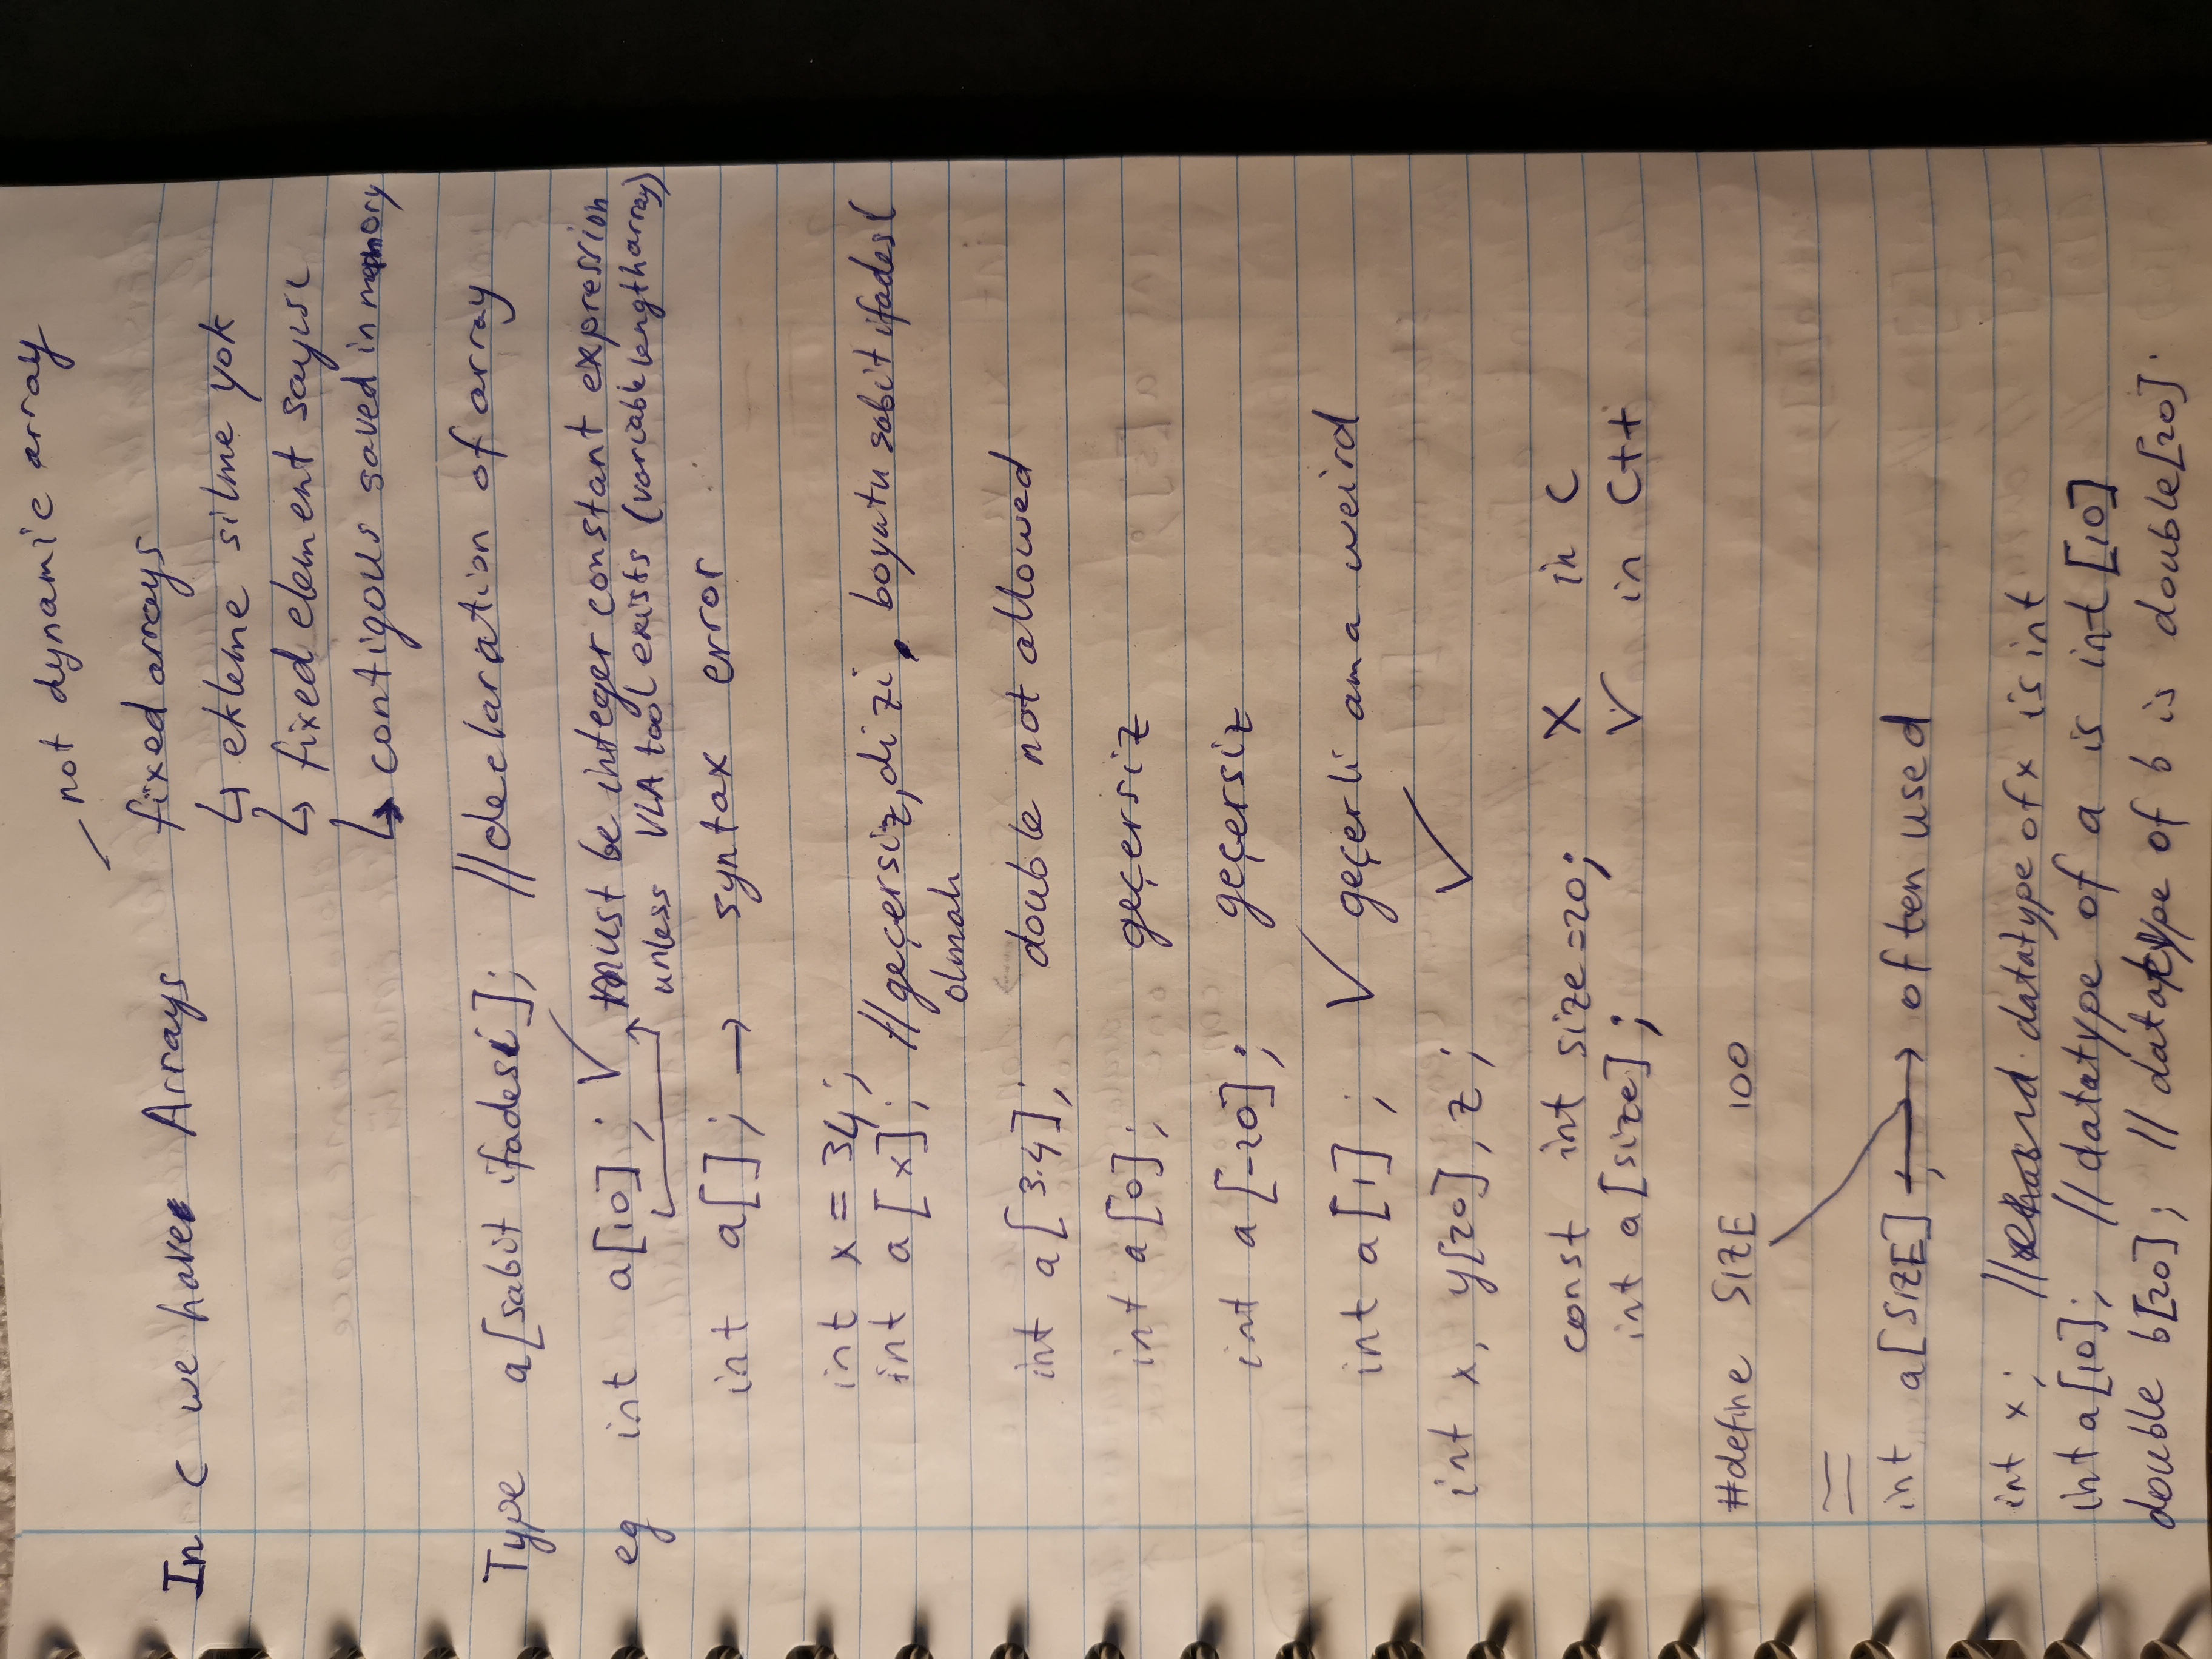 not dynamic array
In C we have Arrays fixed arrays
↳ ekleme silme yok
↳ fixed element sayısı
↳ contigous saved in memory
Type a[sabit ifadesi]; //declaration of array
eg int a[10]; ✓ must be integer constant expression
unless VLA tool exists (variable length array)
int a[]; → syntax error
int x = 34;
int a[x]; //geçersiz, dizi boyutu sabit ifadesi
olmalı
int a[3.4]; double not allowed
int a[0]; geçersiz
int a[-20]; geçersiz
int a[1]; ✓ geçerli ama weird
int x, y[20], z; ✓
const int size=20; X in C
int a[size]; ✓ in C++
#define SIZE 100
int a[SIZE]; → often used
int x; // datatype of x is int
int a[10]; //datatype of a is int[10]
double b[20]; //datatype of b is double[20].